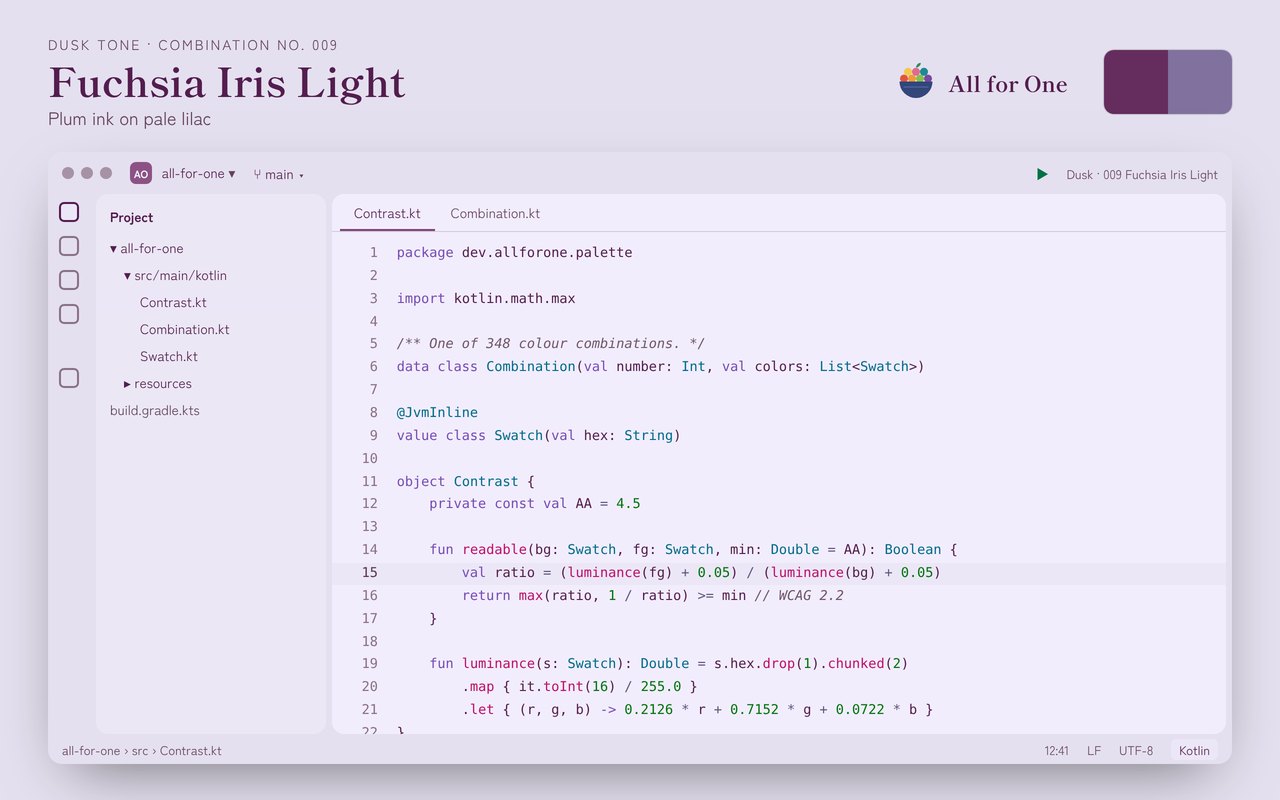 DUSK TONE · COMBINATION NO. 009
Fuchsia Iris Light
Plum ink on pale lilac
All for One
AO all-for-one ▾ main ▾
Dusk · 009 Fuchsia Iris Light
Project
▾ all-for-one
▾ src/main/kotlin
Contrast.kt
Combination.kt
Swatch.kt
▸ resources
build.gradle.kts
Contrast.kt Combination.kt
1 package dev.allforone.palette
2
3 import kotlin.math.max
4
5 /** One of 348 colour combinations. */
6 data class Combination(val number: Int, val colors: List<Swatch>)
7
8 @JvmInline
9 value class Swatch(val hex: String)
10
11 object Contrast {
12     private const val AA = 4.5
13
14     fun readable(bg: Swatch, fg: Swatch, min: Double = AA): Boolean {
15         val ratio = (luminance(fg) + 0.05) / (luminance(bg) + 0.05)
16         return max(ratio, 1 / ratio) >= min // WCAG 2.2
17     }
18
19     fun luminance(s: Swatch): Double = s.hex.drop(1).chunked(2)
20         .map { it.toInt(16) / 255.0 }
21         .let { (r, g, b) -> 0.2126 * r + 0.7152 * g + 0.0722 * b }
22 }
all-for-one › src › Contrast.kt
12:41 LF UTF-8 Kotlin